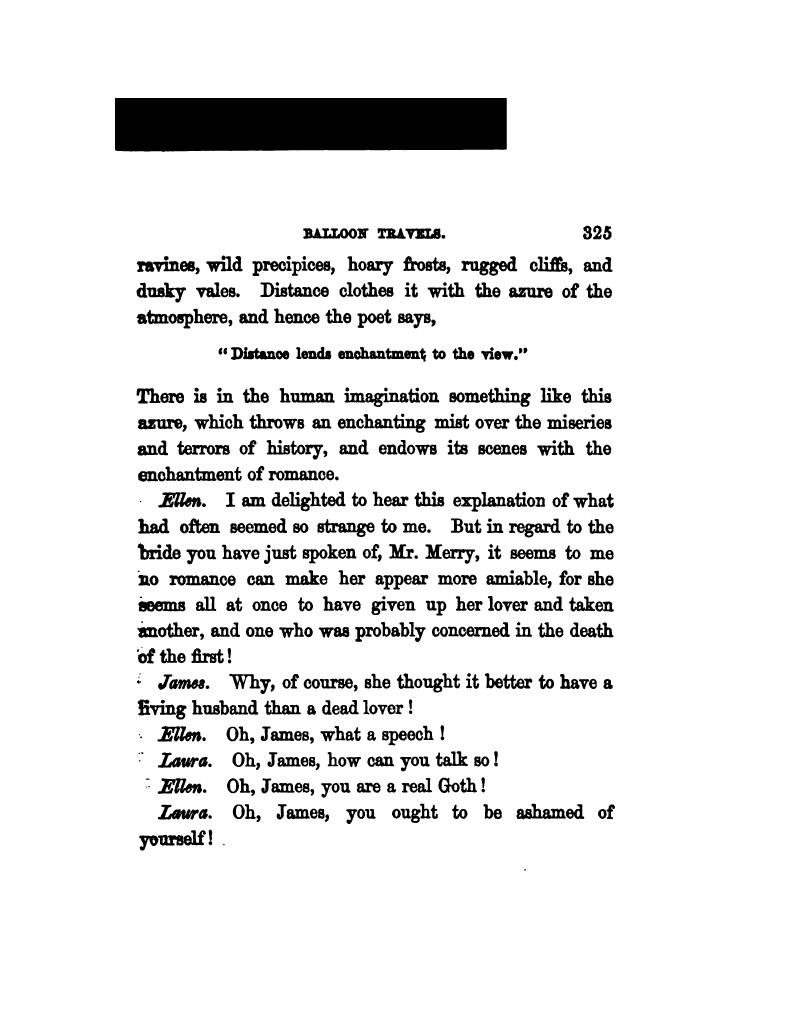 BALLOON TRAVELS. 325
ravines, wild precipices, hoary frosts, rugged cliffs, and
dusky vales. Distance clothes it with the azure of the
atmosphere, and hence the poet says,
"Distance lends enchantment to the view."
There is in the human imagination something like this
azure, which throws an enchanting mist over the miseries
and terrors of history, and endows its scenes with the
enchantment of romance.
Ellen. I am delighted to hear this explanation of what
had often seemed so strange to me. But in regard to the
bride you have just spoken of, Mr. Merry, it seems to me
no romance can make her appear more amiable, for she
seems all at once to have given up her lover and taken
another, and one who was probably concerned in the death
of the first!
James. Why, of course, she thought it better to have a
living husband than a dead lover!
Ellen. Oh, James, what a speech!
Laura. Oh, James, how can you talk so!
Ellen. Oh, James, you are a real Goth!
Laura. Oh, James, you ought to be ashamed of
yourself!